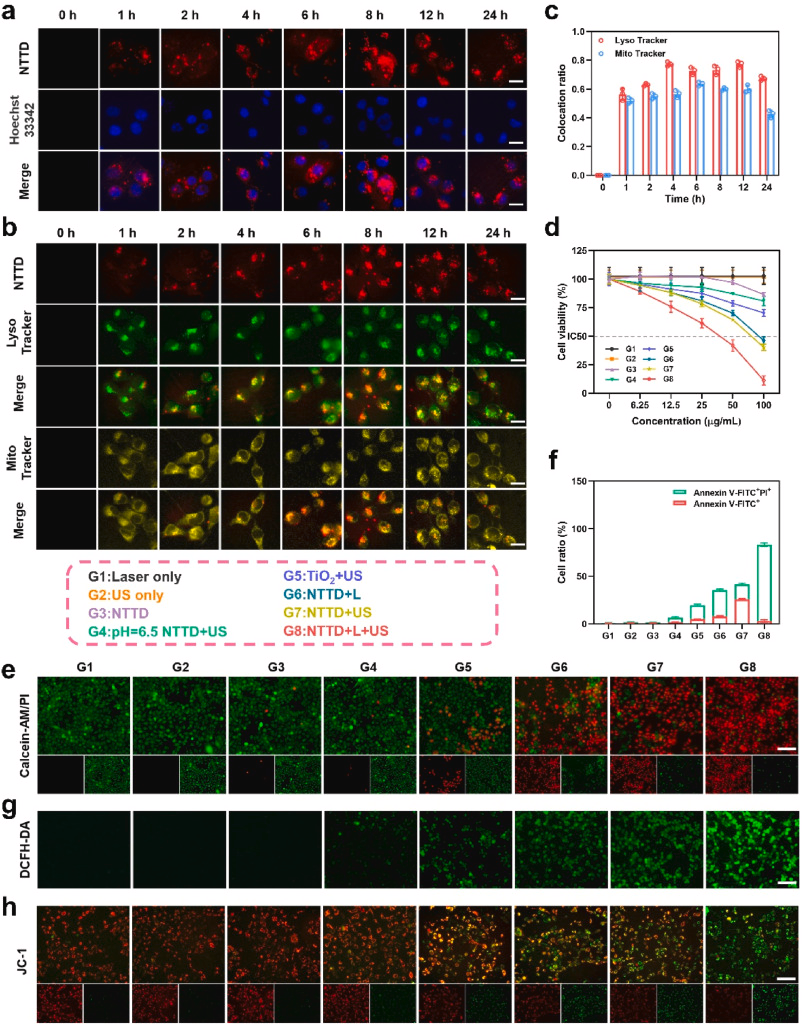 a
0 h 1 h 2 h 4 h 6 h 8 h 12 h 24 h
NTTD
Hoechst
33342
Merge
b
0 h 1 h 2 h 4 h 6 h 8 h 12 h 24 h
NTTD
Lyso
Tracker
Merge
Mito
Tracker
Merge
c
Lyso Tracker
Mito Tracker
Colocation ratio
1.0
0.8
0.6
0.4
0.2
0.0
0 1 2 4 6 8 12 24
Time (h)
d
Cell viability (%)
125
100
75
IC50
25
0
G1 G5
G2 G6
G3 G7
G4 G8
0 6.25 12.5 25 50 100
Concentration (μg/mL)
G1:Laser only
G2:US only
G3:NTTD
G4:pH=6.5 NTTD+US
G5:TiO₂+US
G6:NTTD+L
G7:NTTD+US
G8:NTTD+L+US
f
Annexin V-FITC⁺PI⁺
Annexin V-FITC⁺
Cell ratio (%)
150
100
50
0
G1 G2 G3 G4 G5 G6 G7 G8
e
G1 G2 G3 G4 G5 G6 G7 G8
Calcein-AM/PI
g
DCFH-DA
h
JC-1